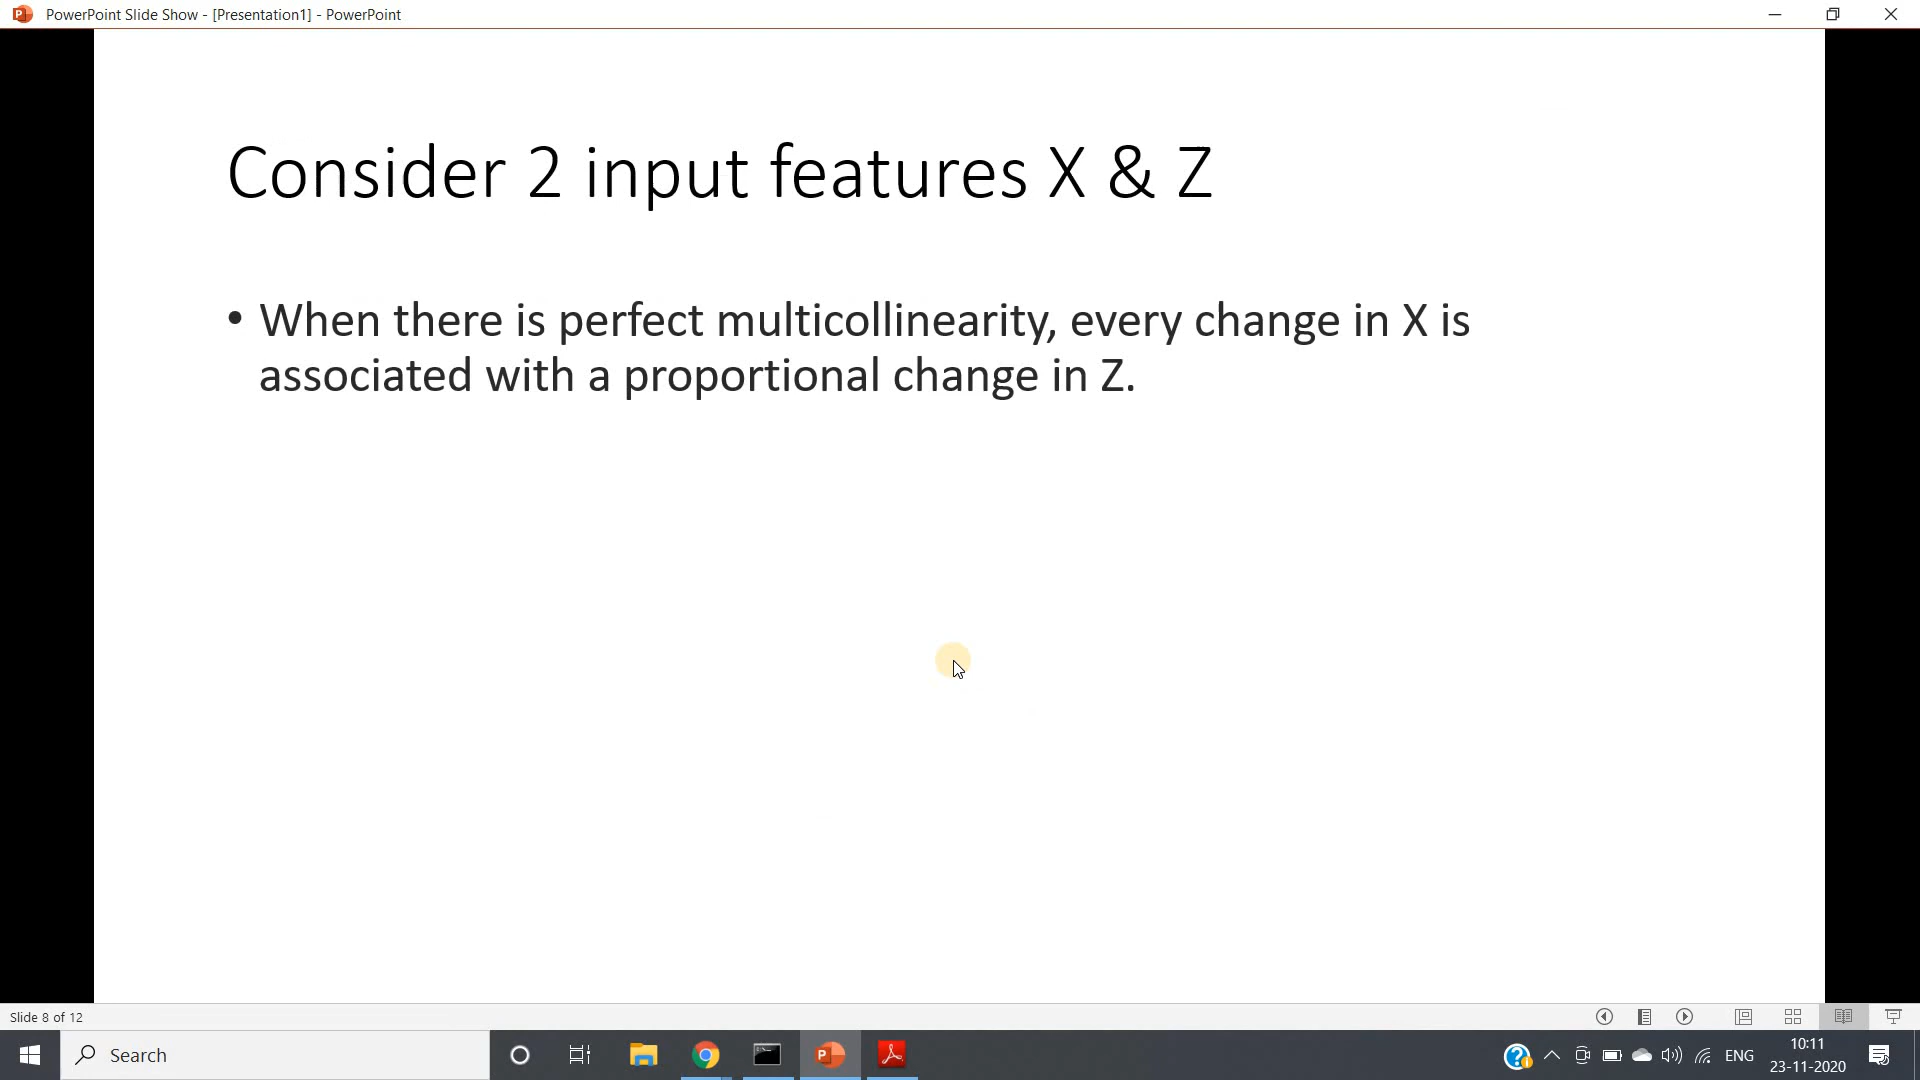 PowerPoint Slide Show - [Presentation1] - PowerPoint
Consider 2 input features X & Z
• When there is perfect multicollinearity, every change in X is
associated with a proportional change in Z.
Slide 8 of 12
Search
ENG
10:11
23-11-2020